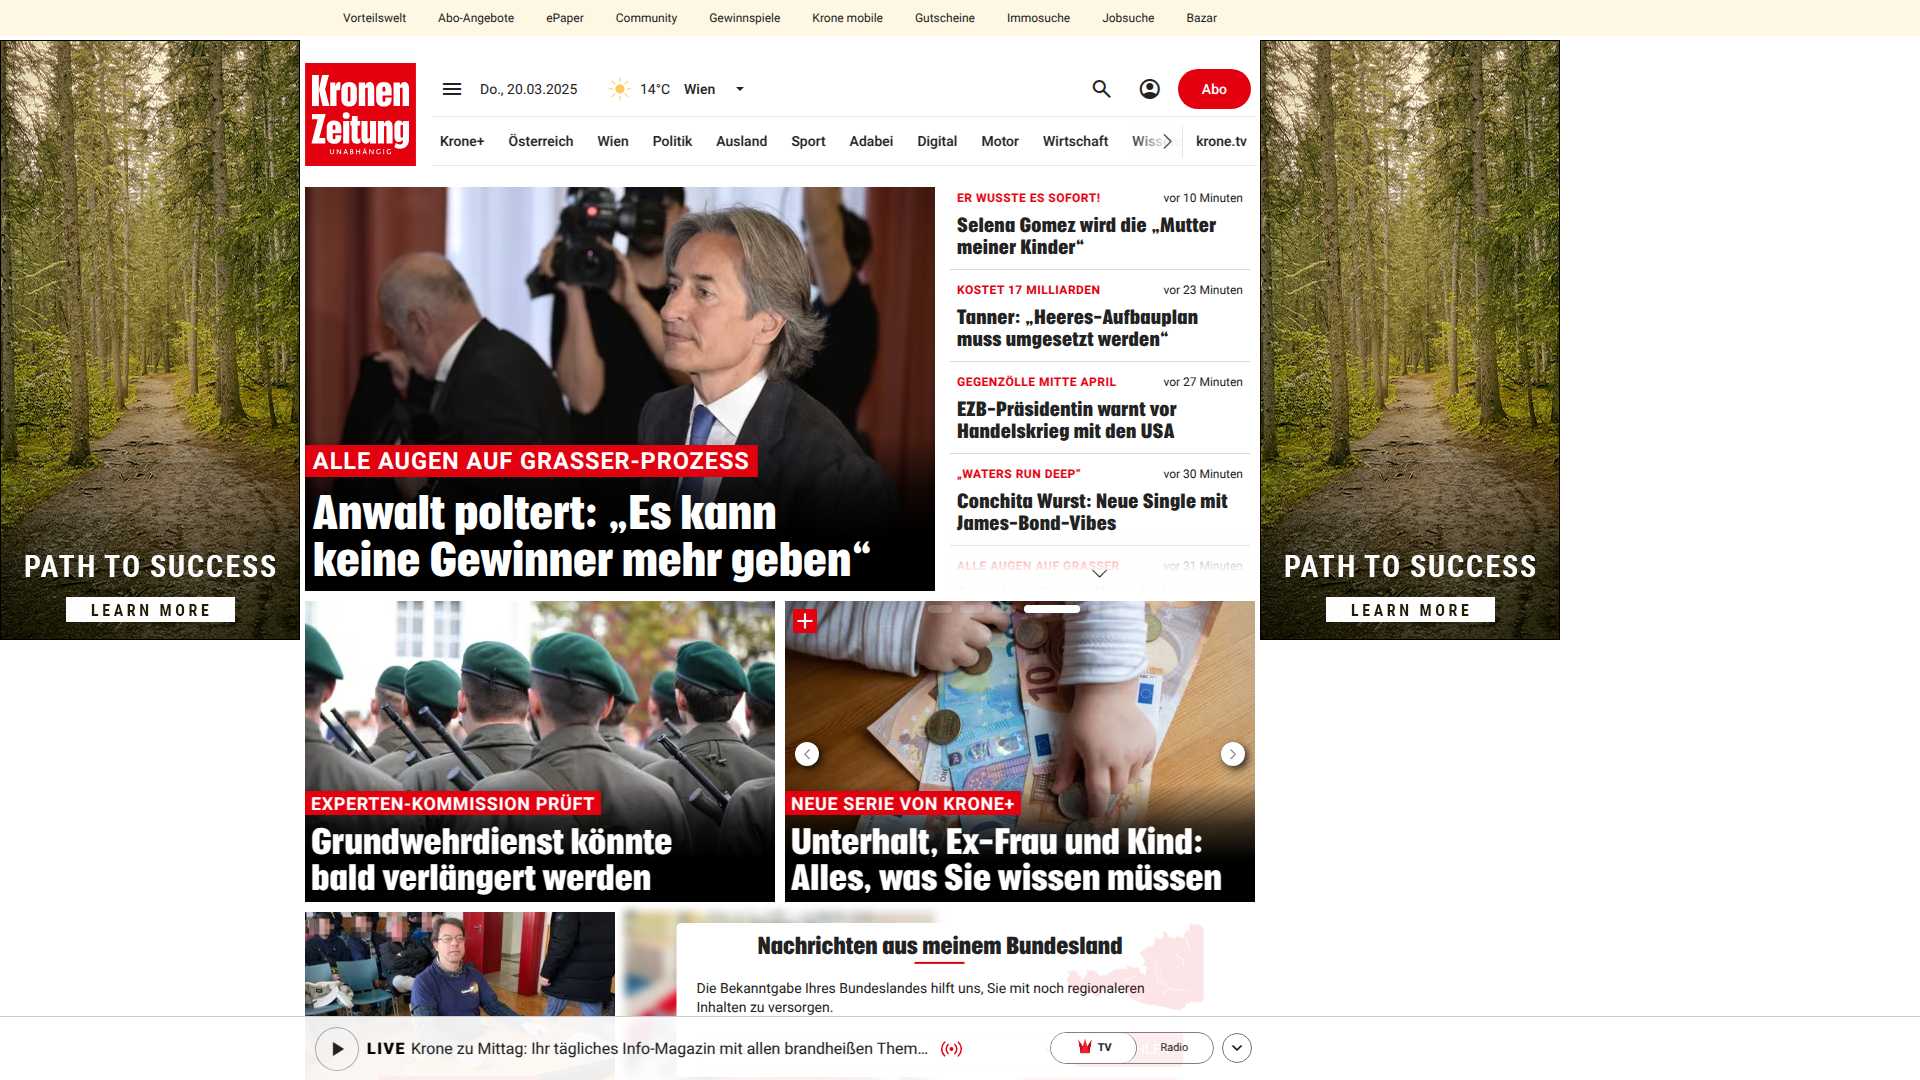 Vorteilswelt Abo-Angebote ePaper Community Gewinnspiele Krone mobile Gutscheine Immosuche Jobsuche Bazar
Kronen
Zeitung
UNABHÄNGIG
Do., 20.03.2025 14°C Wien
Abo
Krone+ Österreich Wien Politik Ausland Sport Adabei Digital Motor Wirtschaft Wiss krone.tv
PATH TO SUCCESS
LEARN MORE
ALLE AUGEN AUF GRASSER-PROZESS
Anwalt poltert: „Es kann
keine Gewinner mehr geben“
ER WUSSTE ES SOFORT! vor 10 Minuten
Selena Gomez wird die „Mutter
meiner Kinder“
KOSTET 17 MILLIARDEN vor 23 Minuten
Tanner: „Heeres-Aufbauplan
muss umgesetzt werden“
GEGENZÖLLE MITTE APRIL vor 27 Minuten
EZB-Präsidentin warnt vor
Handelskrieg mit den USA
„WATERS RUN DEEP“ vor 30 Minuten
Conchita Wurst: Neue Single mit
James-Bond-Vibes
ALLE AUGEN AUF GRASSER vor 31 Minuten
PATH TO SUCCESS
LEARN MORE
EXPERTEN-KOMMISSION PRÜFT
Grundwehrdienst könnte
bald verlängert werden
NEUE SERIE VON KRONE+
Unterhalt, Ex-Frau und Kind:
Alles, was Sie wissen müssen
Nachrichten aus meinem Bundesland
Die Bekanntgabe Ihres Bundeslandes hilft uns, Sie mit noch regionaleren
Inhalten zu versorgen.
LIVE Krone zu Mittag: Ihr tägliches Info-Magazin mit allen brandheißen Them...
TV Radio